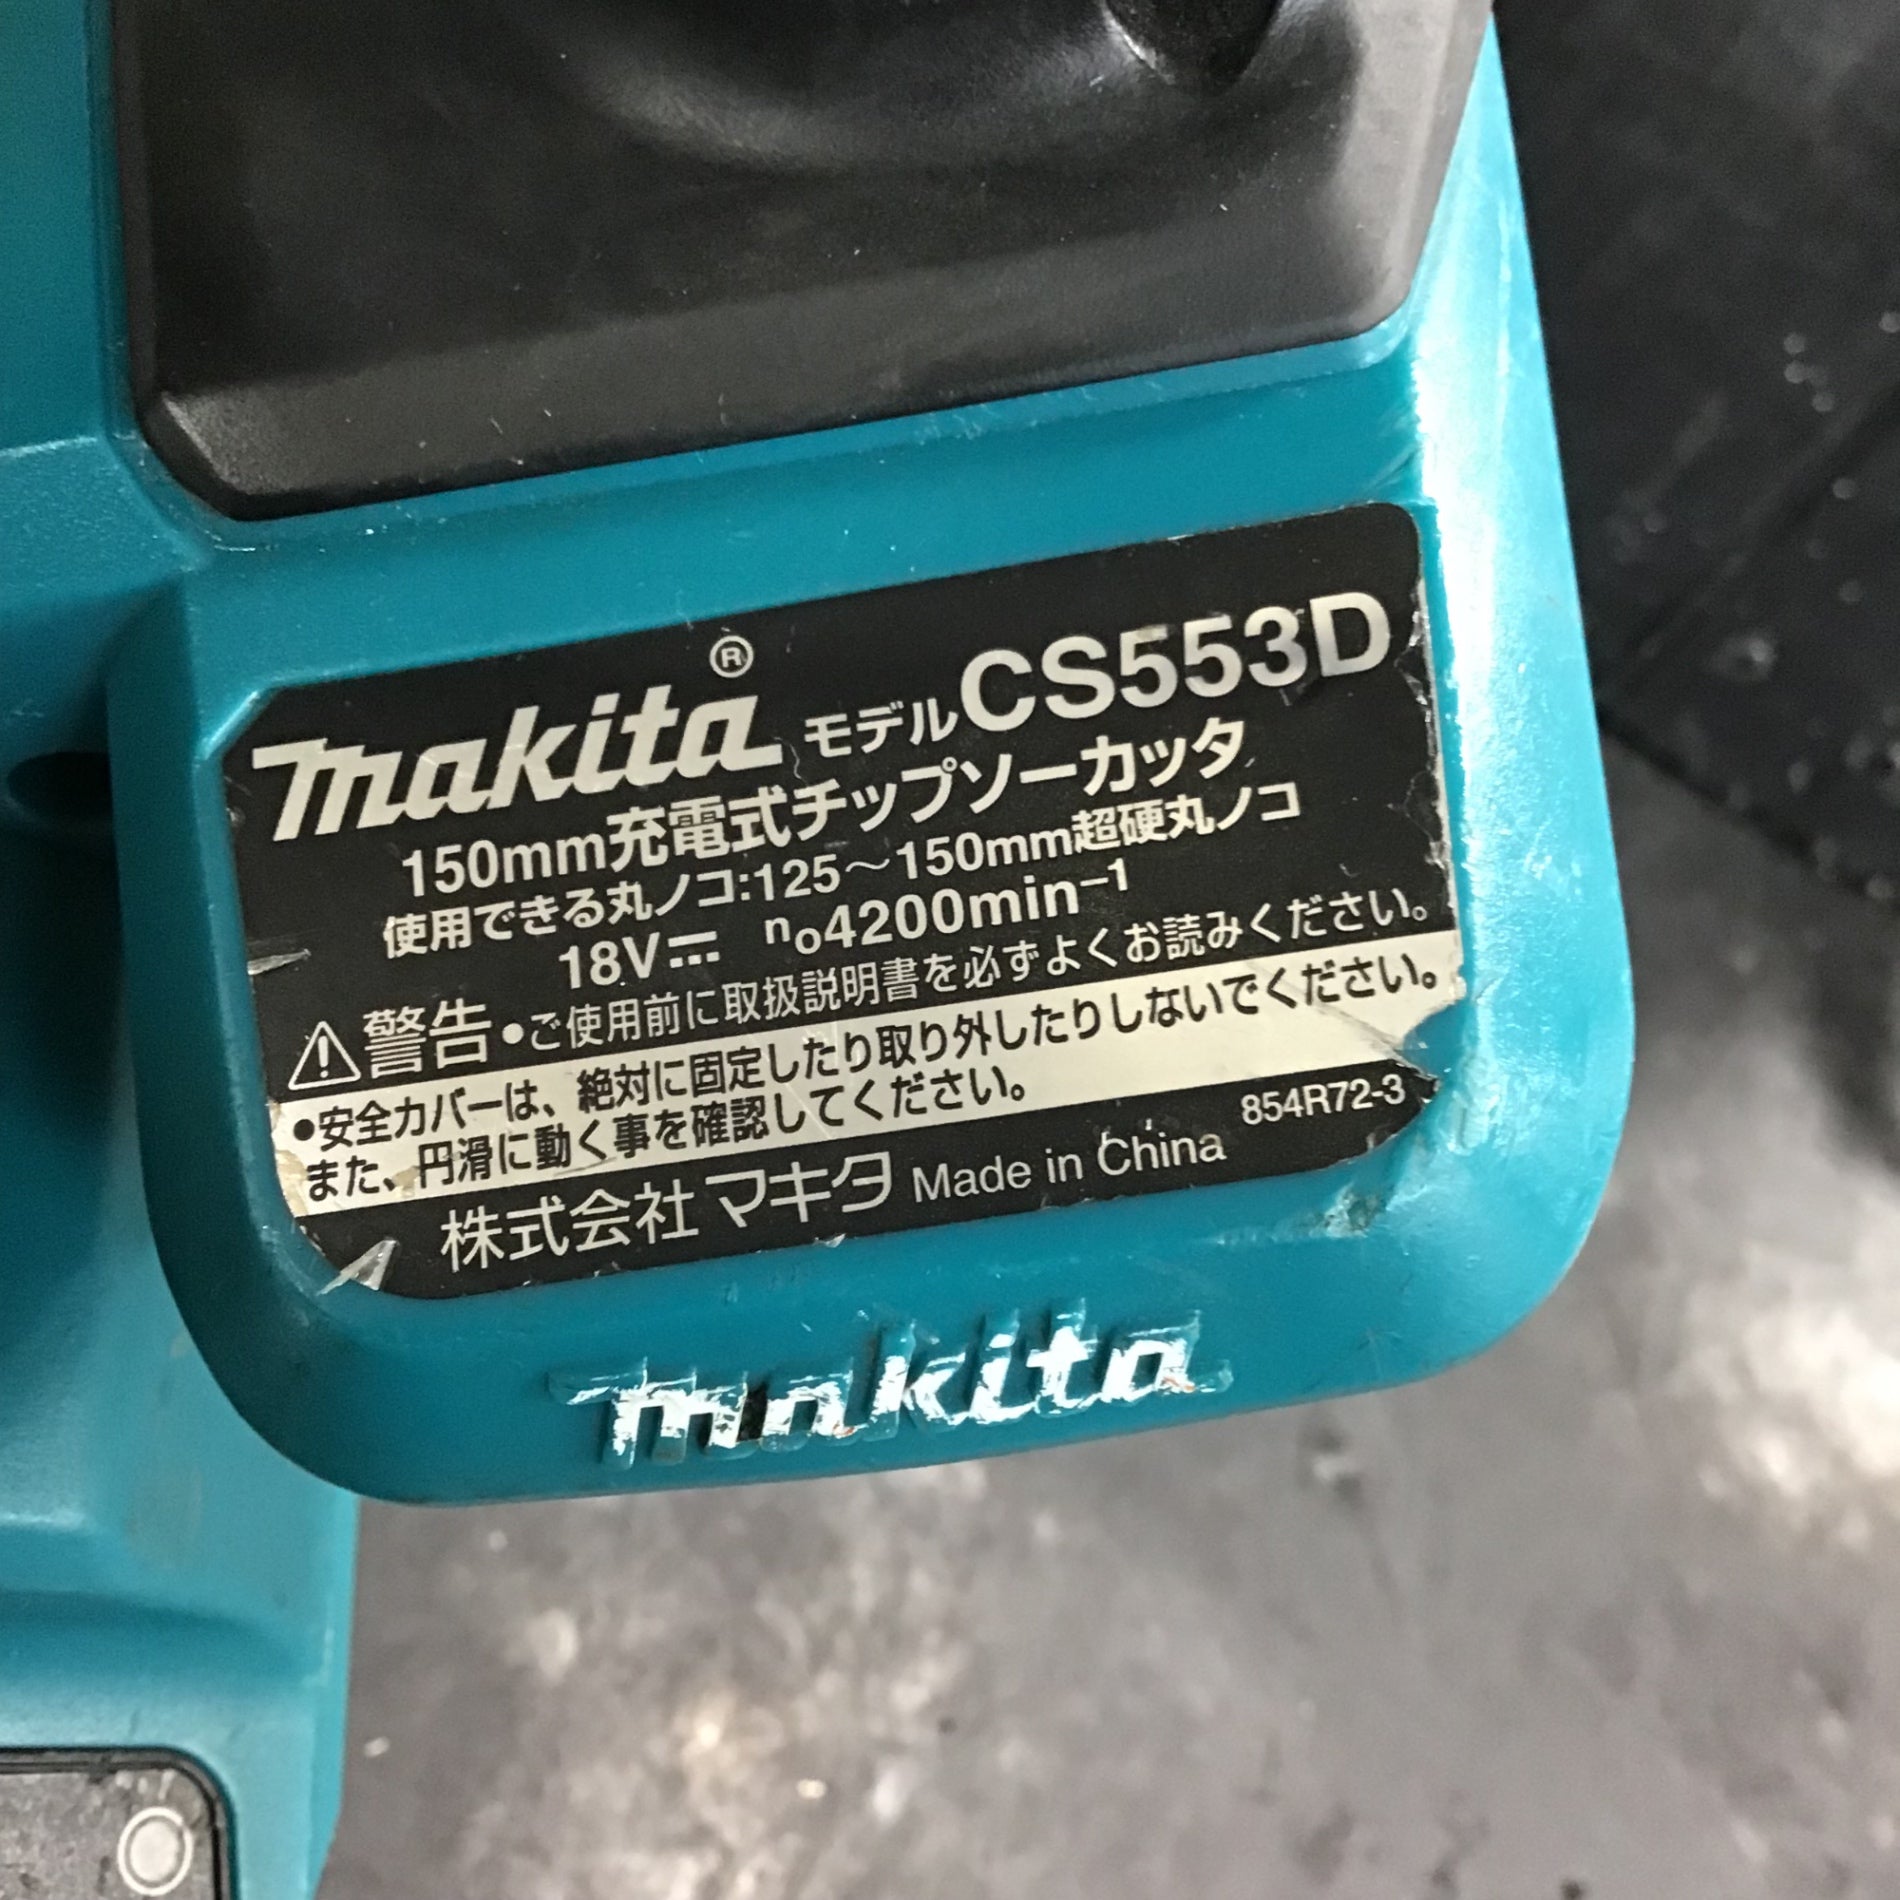 makita® モデル CS553D
150mm充電式チップソーカッタ
使用できる丸ノコ:125～150mm超硬丸ノコ
18V⎓ n₀4200min⁻¹
⚠警告 •ご使用前に取扱説明書を必ずよくお読みください。
•安全カバーは、絶対に固定したり取り外したりしないでください。
また、円滑に動く事を確認してください。
854R72-3
株式会社マキタ Made in China
makita